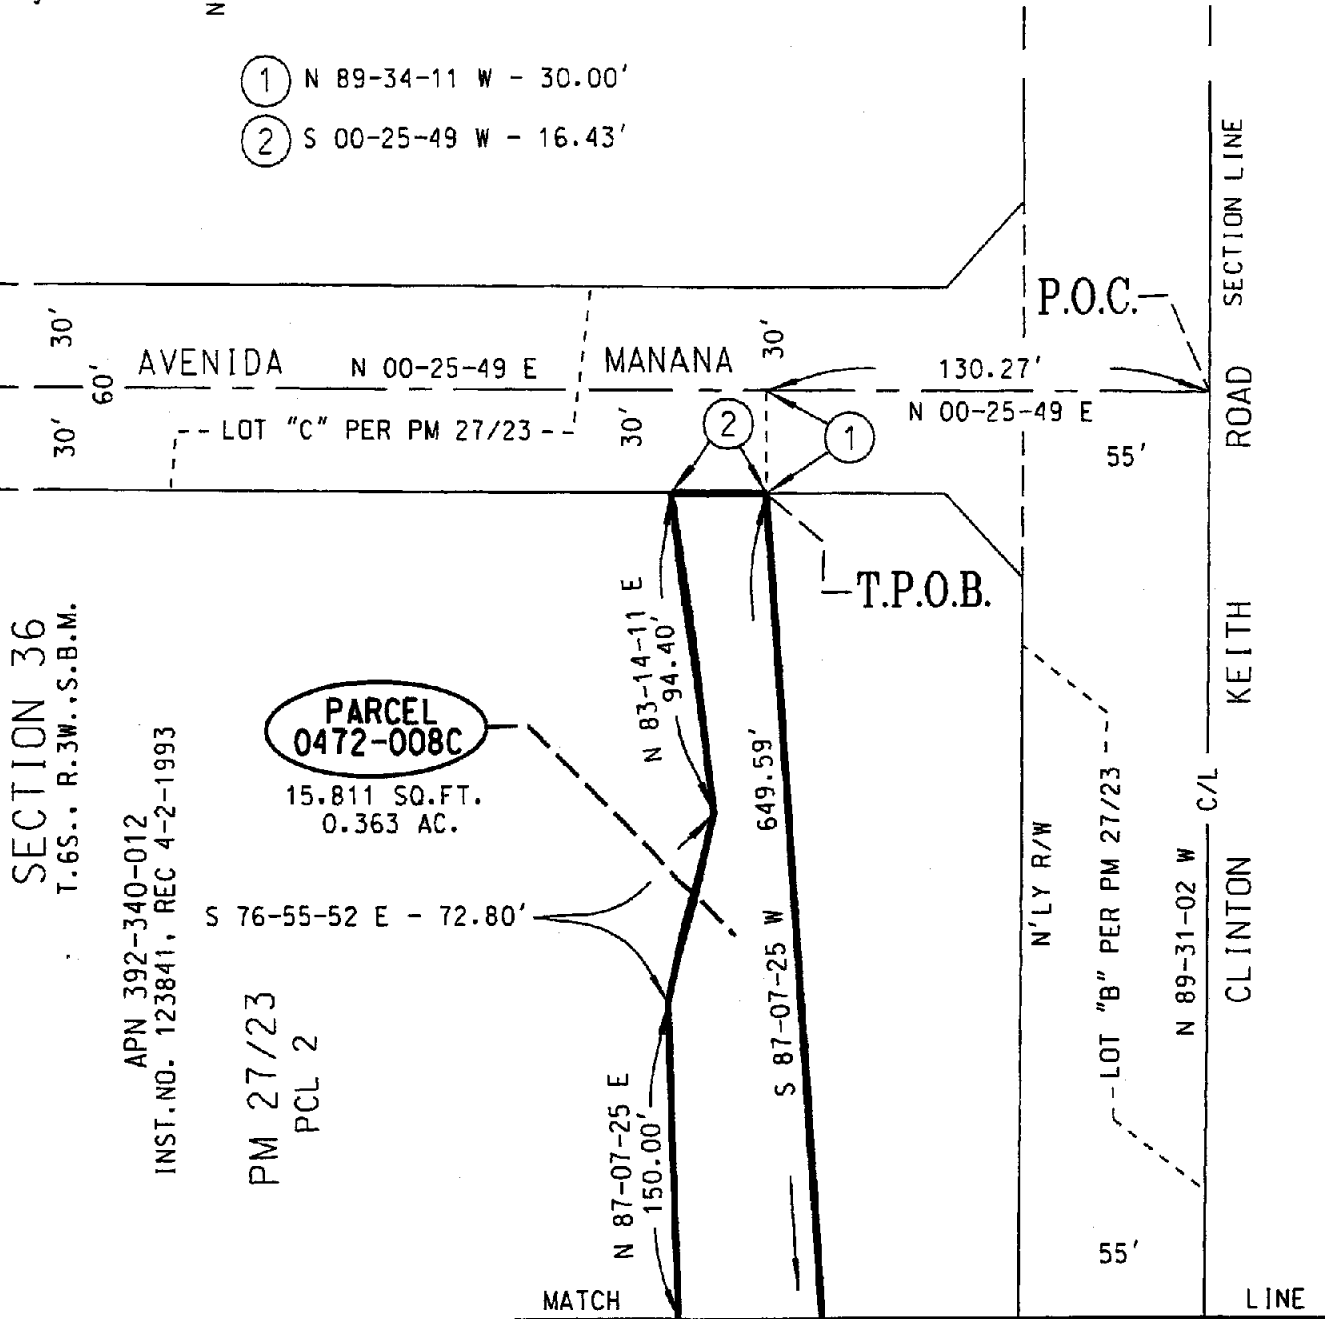 N
1 N 89-34-11 W - 30.00'
2 S 00-25-49 W - 16.43'
SECTION LINE
P.O.C.
30'
60'
30'
AVENIDA N 00-25-49 E MANANA
30'
30'
130.27'
N 00-25-49 E
LOT "C" PER PM 27/23
2
1
55'
ROAD
T.P.O.B.
SECTION 36
T.6S., R.3W., S.B.M.
N 83-14-11 E
94.40'
KEITH
PARCEL
0472-008C
15.811 SQ.FT.
0.363 AC.
649.59'
S 87-07-25 W
APN 392-340-012
INST.NO. 123841, REC 4-2-1993
S 76-55-52 E - 72.80'
N'LY R/W
LOT "B" PER PM 27/23
C/L
N 89-31-02 W
CLINTON
PM 27/23
PCL 2
N 87-07-25 E
150.00'
55'
MATCH LINE